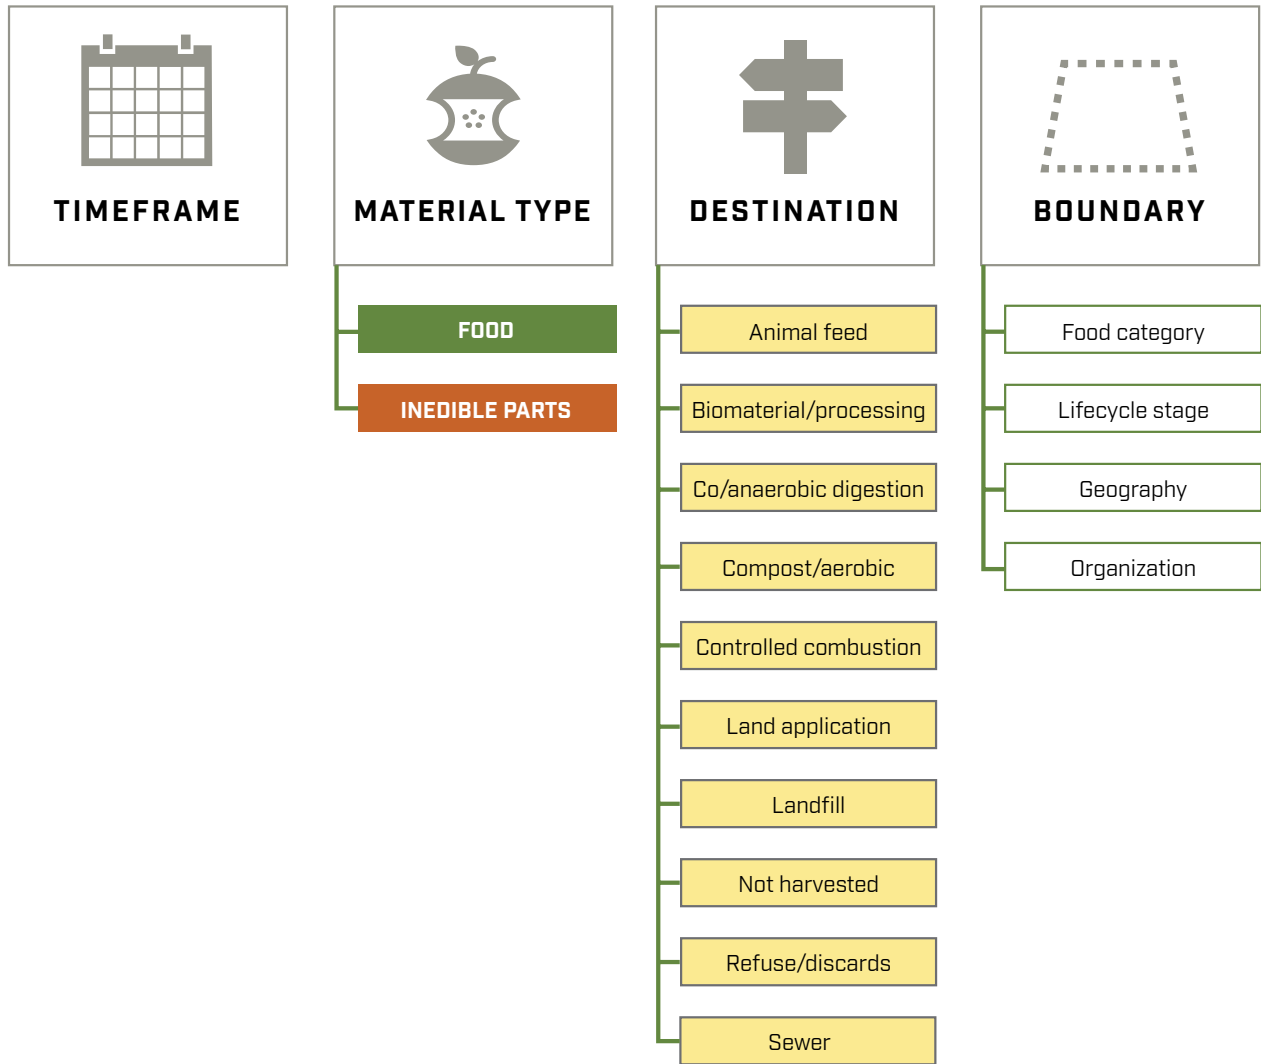 TIMEFRAME
MATERIAL TYPE
FOOD
INEDIBLE PARTS
DESTINATION
Animal feed
Biomaterial/processing
Co/anaerobic digestion
Compost/aerobic
Controlled combustion
Land application
Landfill
Not harvested
Refuse/discards
Sewer
BOUNDARY
Food category
Lifecycle stage
Geography
Organization